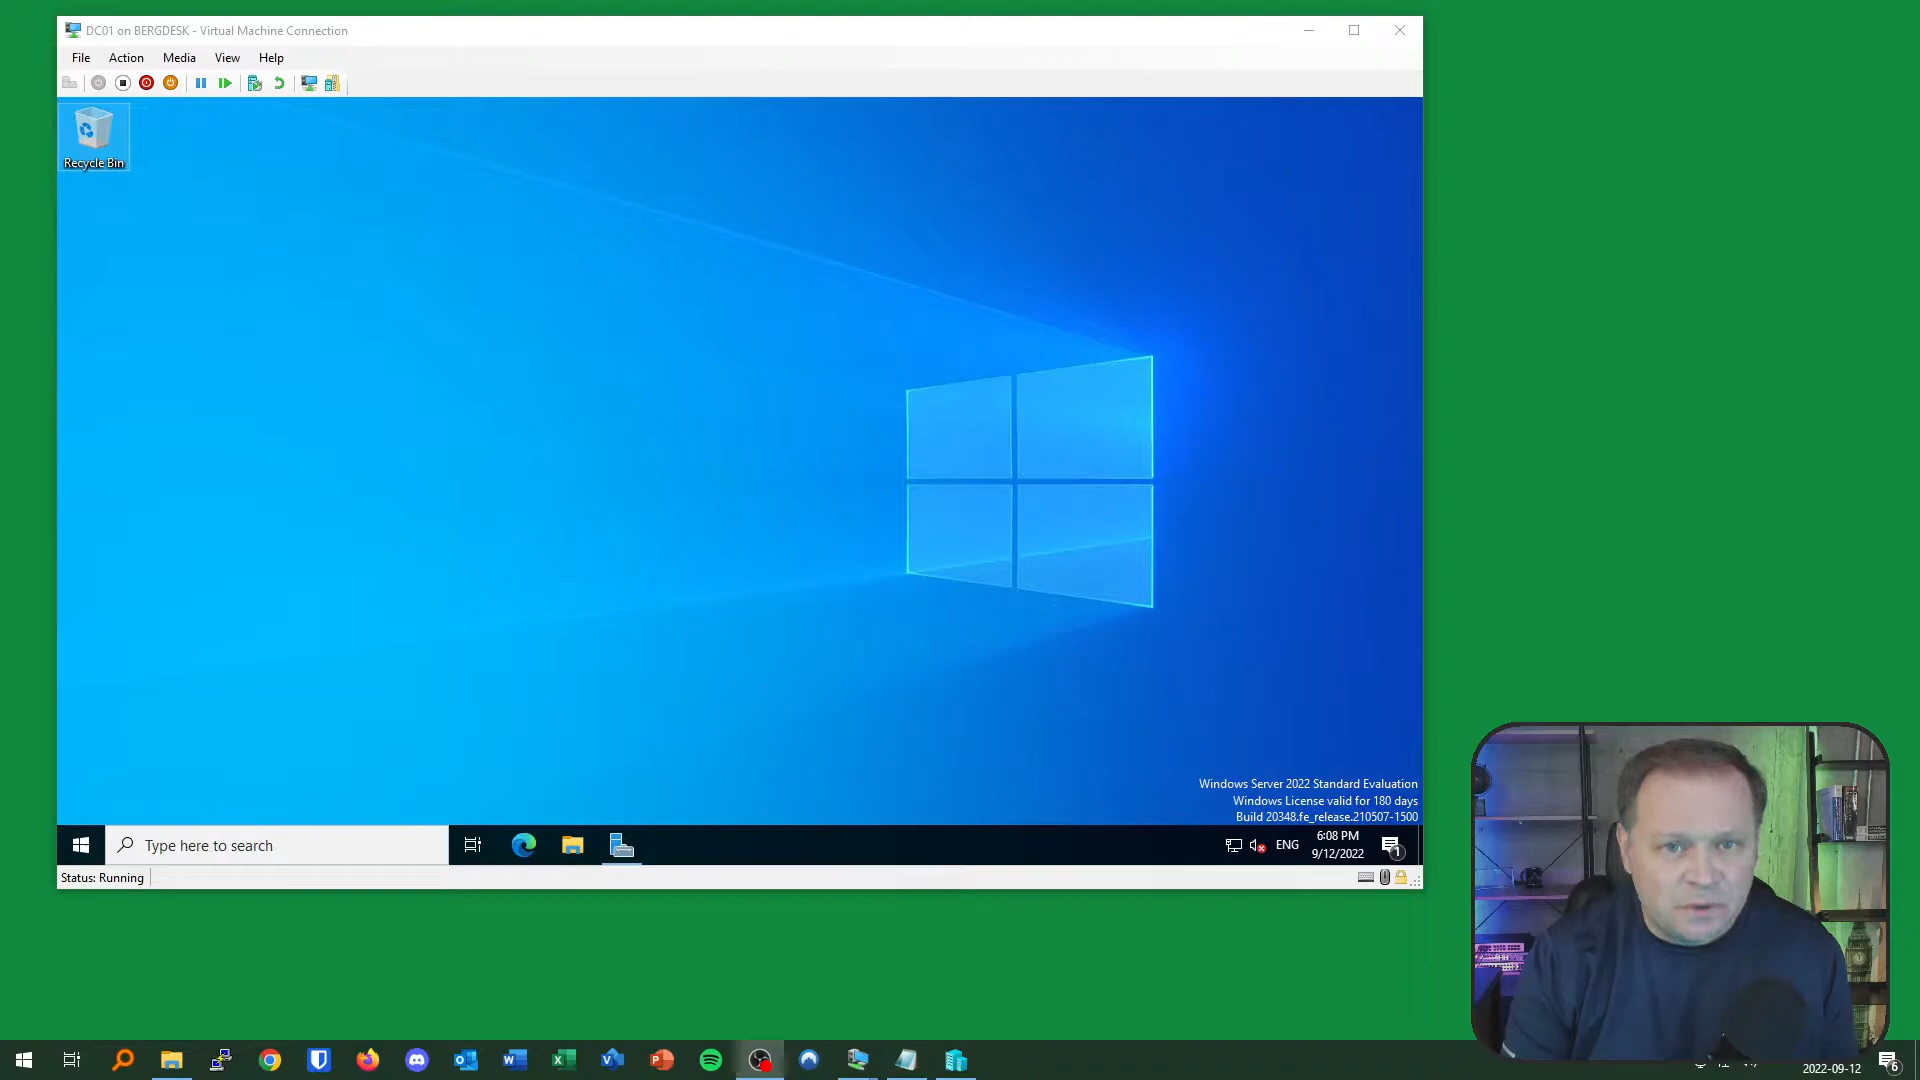 DC01 on BERGDESK - Virtual Machine Connection
File Action Media View Help
Recycle Bin
Windows Server 2022 Standard Evaluation
Windows License valid for 180 days
Build 20348.fe_release.210507-1500
Type here to search
ENG
6:08 PM
9/12/2022
1
Status: Running
2022-09-12
6